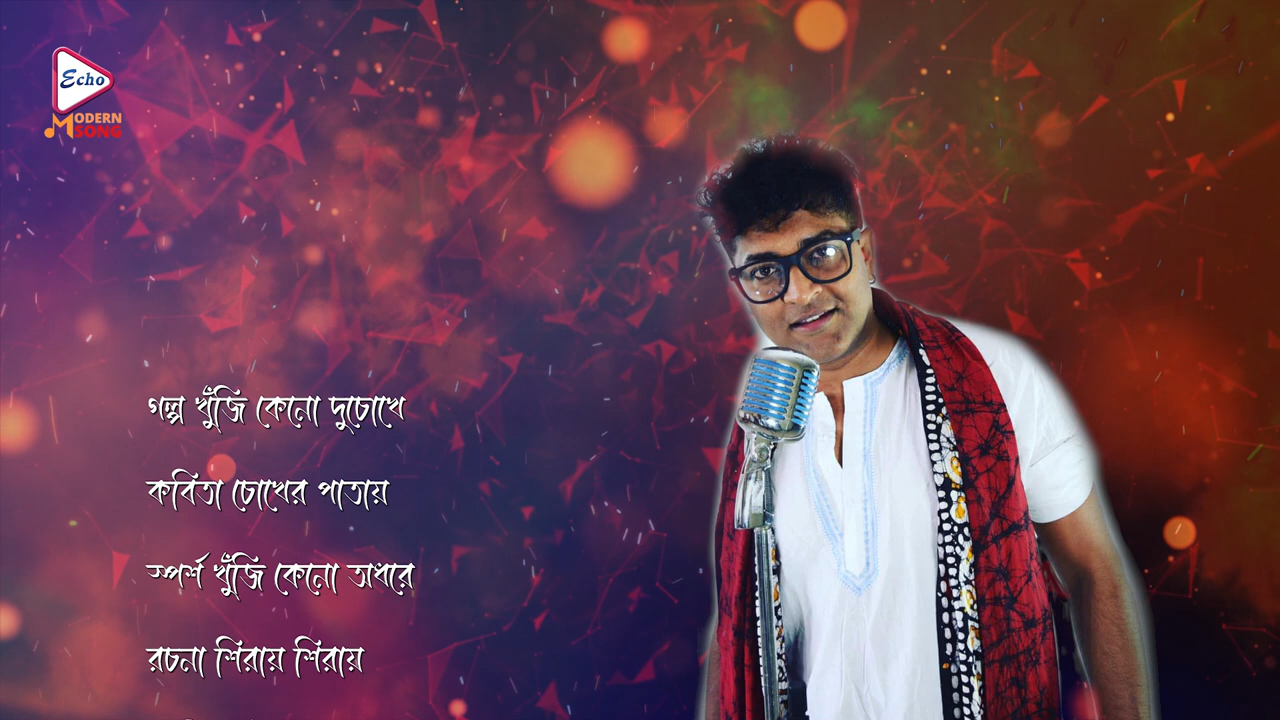 Echo
MODERN
SONG
গল্প খুঁজি কেনো দুচোখে
কবিতা চোখের পাতায়
স্পর্শ খুঁজি কেনো অধরে
রচনা শিরায় শিরায়